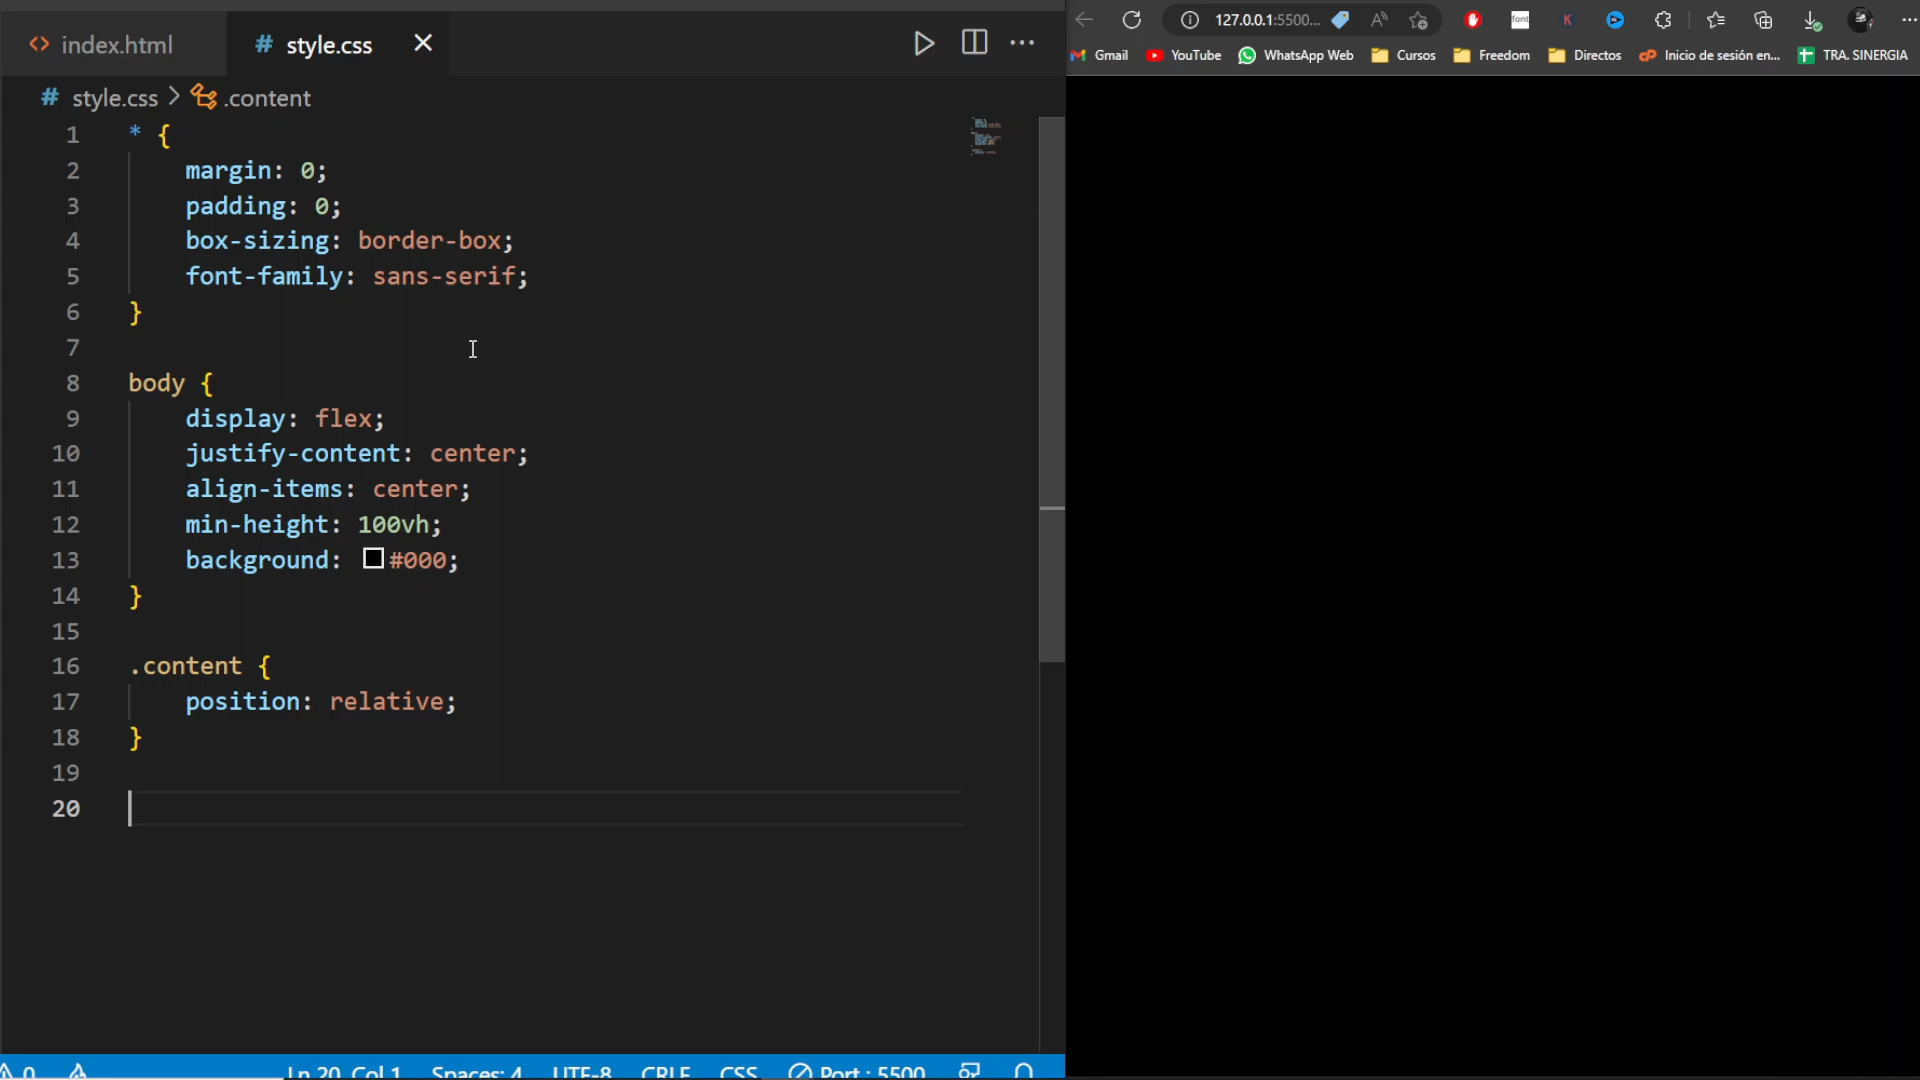 index.html
style.css
style.css > .content
1 * {
2 margin: 0;
3 padding: 0;
4 box-sizing: border-box;
5 font-family: sans-serif;
6 }
7
8 body {
9 display: flex;
10 justify-content: center;
11 align-items: center;
12 min-height: 100vh;
13 background: #000;
14 }
15
16 .content {
17 position: relative;
18 }
19
20
0 Ln 20, Col 1 Spaces: 4 UTF-8 CRLF CSS Port : 5500
127.0.0.1:5500...
font
K
Gmail YouTube WhatsApp Web Cursos Freedom Directos Inicio de sesión en... TRA. SINERGIA